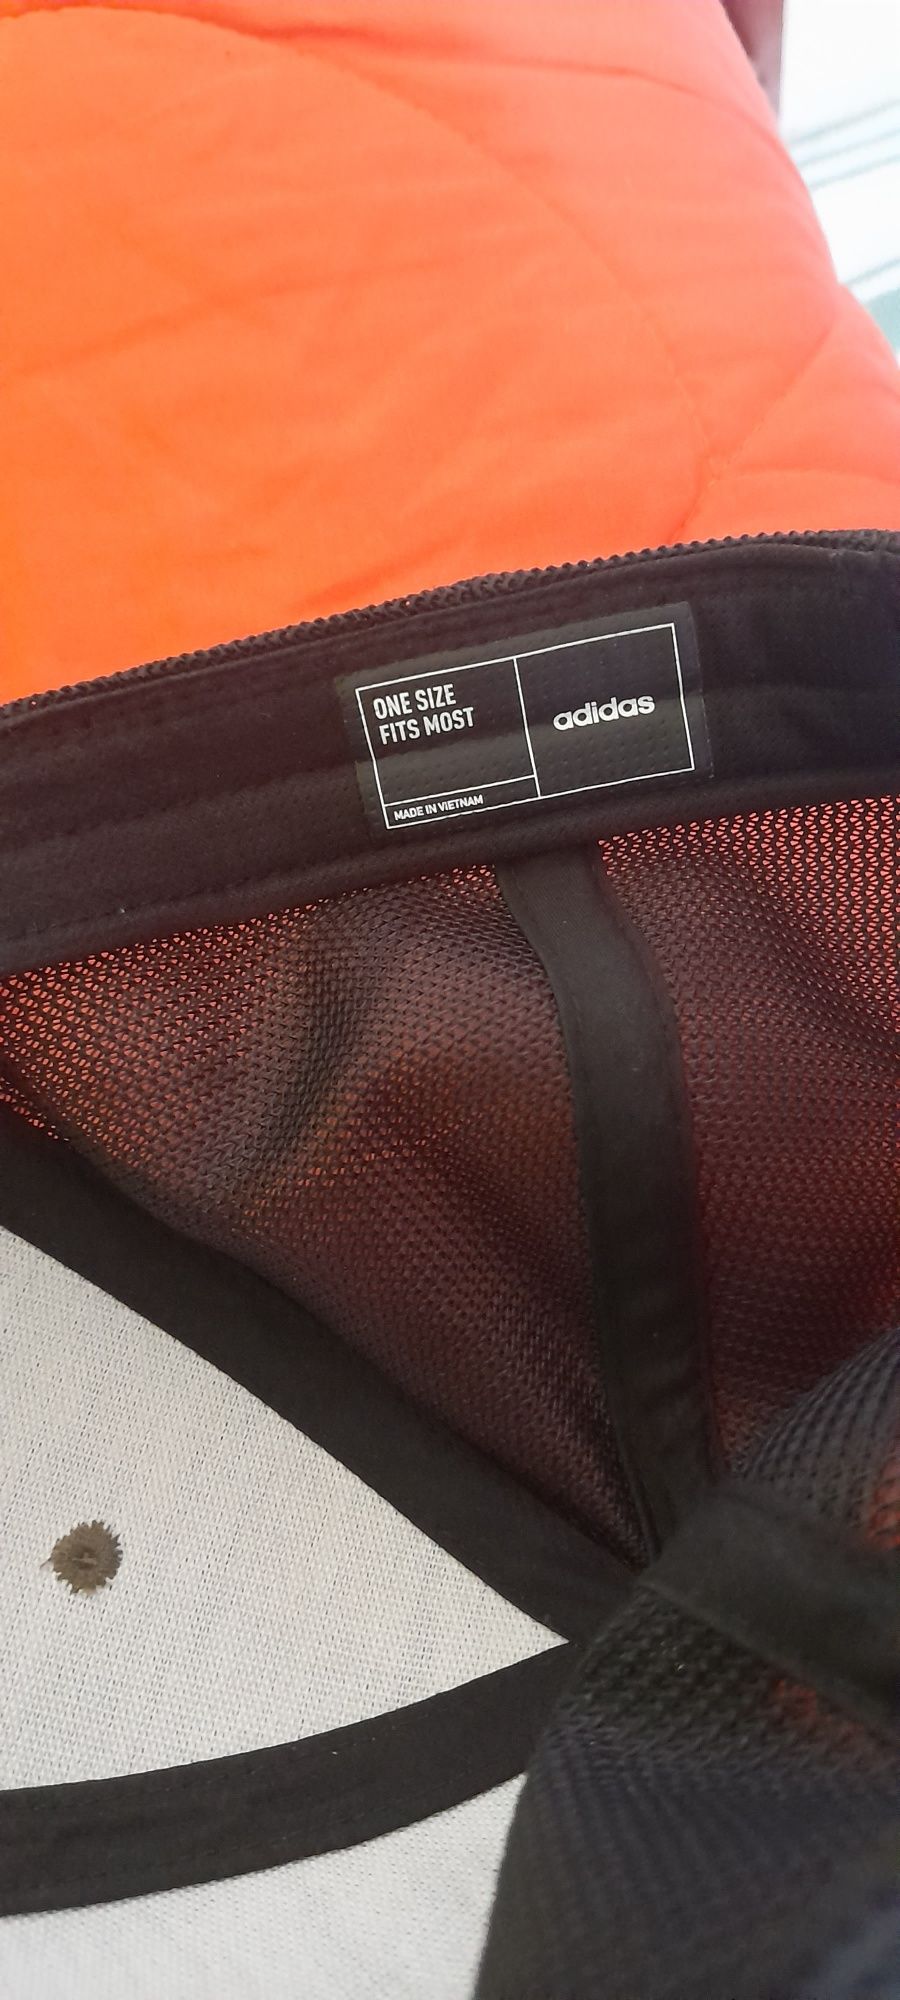 ONE SIZE
FITS MOST
adidas
MADE IN VIETNAM